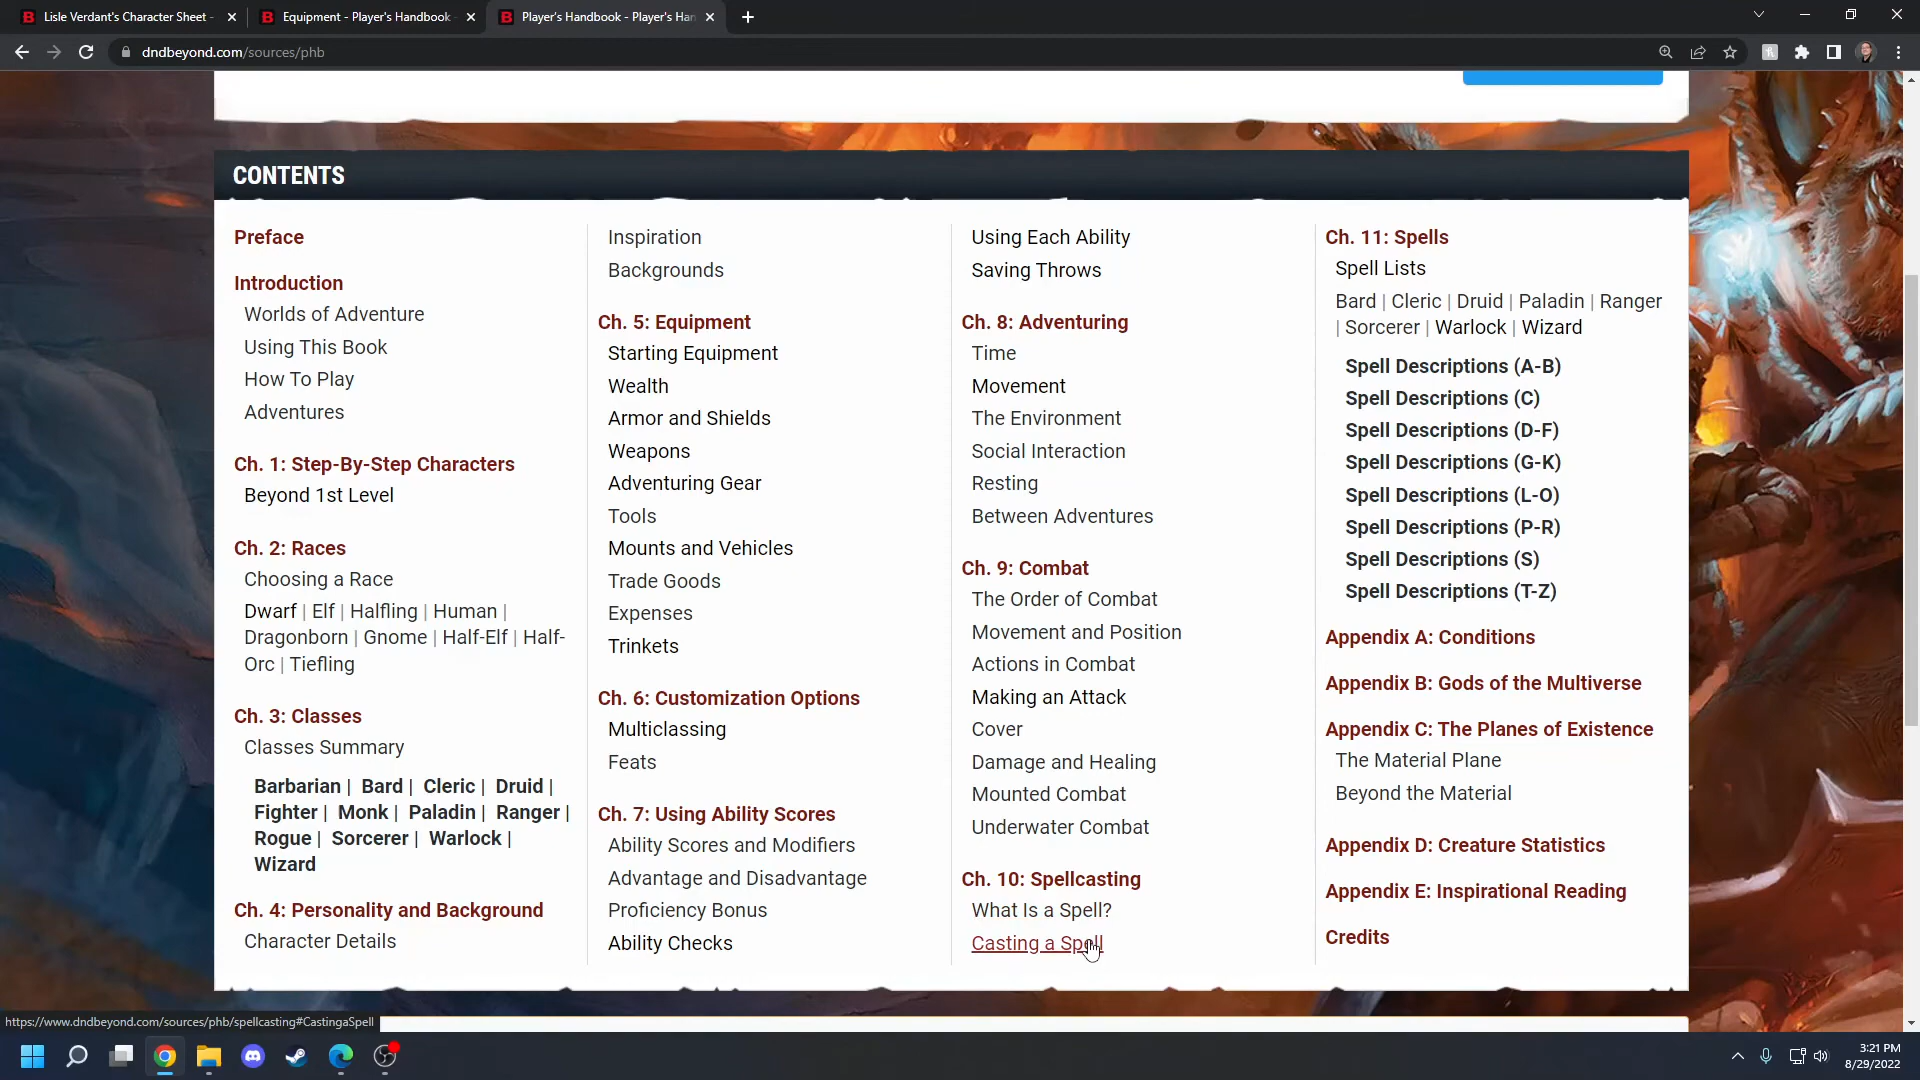 Lisle Verdant's Character Sheet -
Equipment - Player's Handbook -
Player's Handbook - Player's Han
dndbeyond.com/sources/phb
CONTENTS
Preface
Introduction
Worlds of Adventure
Using This Book
How To Play
Adventures
Ch. 1: Step-By-Step Characters
Beyond 1st Level
Ch. 2: Races
Choosing a Race
Dwarf | Elf | Halfling | Human |
Dragonborn | Gnome | Half-Elf | Half-
Orc | Tiefling
Ch. 3: Classes
Classes Summary
Barbarian | Bard | Cleric | Druid |
Fighter | Monk | Paladin | Ranger |
Rogue | Sorcerer | Warlock |
Wizard
Ch. 4: Personality and Background
Character Details
Inspiration
Backgrounds
Ch. 5: Equipment
Starting Equipment
Wealth
Armor and Shields
Weapons
Adventuring Gear
Tools
Mounts and Vehicles
Trade Goods
Expenses
Trinkets
Ch. 6: Customization Options
Multiclassing
Feats
Ch. 7: Using Ability Scores
Ability Scores and Modifiers
Advantage and Disadvantage
Proficiency Bonus
Ability Checks
Using Each Ability
Saving Throws
Ch. 8: Adventuring
Time
Movement
The Environment
Social Interaction
Resting
Between Adventures
Ch. 9: Combat
The Order of Combat
Movement and Position
Actions in Combat
Making an Attack
Cover
Damage and Healing
Mounted Combat
Underwater Combat
Ch. 10: Spellcasting
What Is a Spell?
Casting a Spell
Ch. 11: Spells
Spell Lists
Bard | Cleric | Druid | Paladin | Ranger
| Sorcerer | Warlock | Wizard
Spell Descriptions (A-B)
Spell Descriptions (C)
Spell Descriptions (D-F)
Spell Descriptions (G-K)
Spell Descriptions (L-O)
Spell Descriptions (P-R)
Spell Descriptions (S)
Spell Descriptions (T-Z)
Appendix A: Conditions
Appendix B: Gods of the Multiverse
Appendix C: The Planes of Existence
The Material Plane
Beyond the Material
Appendix D: Creature Statistics
Appendix E: Inspirational Reading
Credits
https://www.dndbeyond.com/sources/phb/spellcasting#CastingaSpell
3:21 PM
8/29/2022